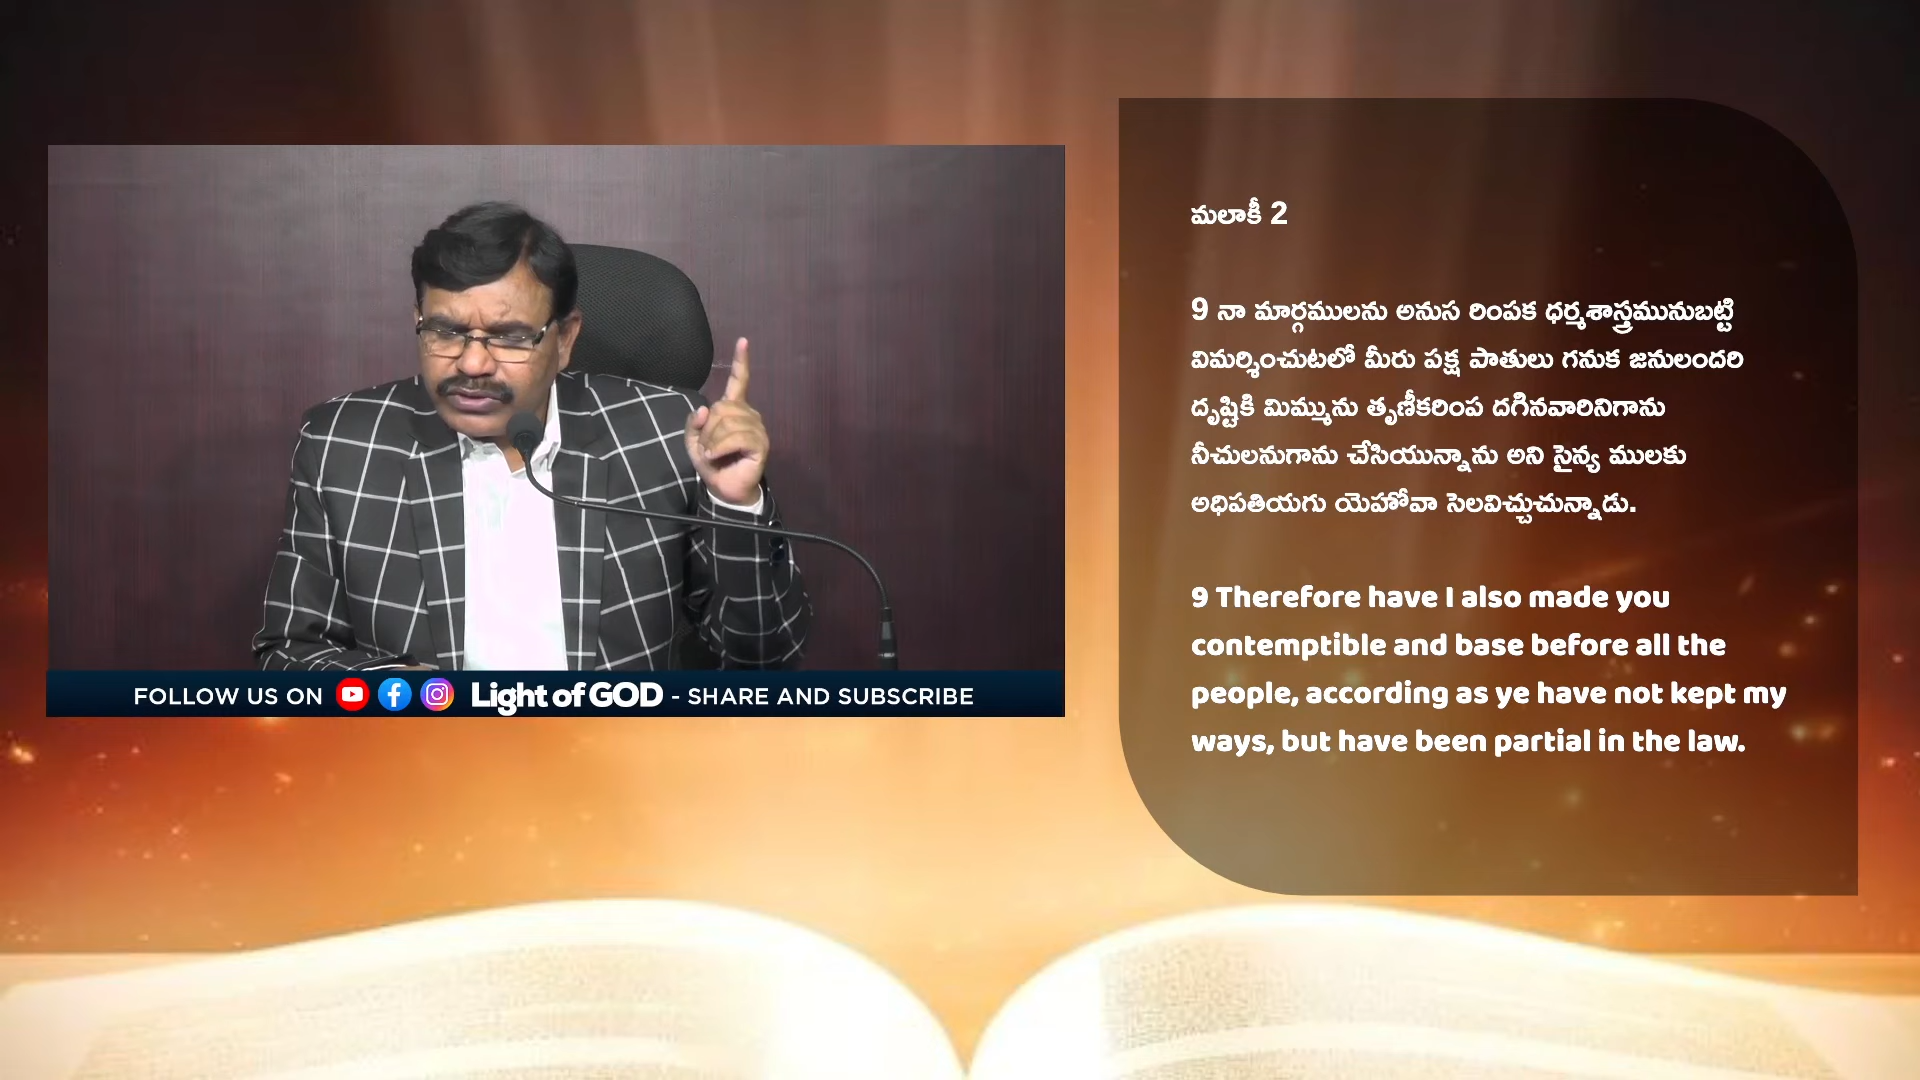 మలాకీ 2
9 నా మార్గములను అనుస రింపక ధర్మశాస్త్రమునుబట్టి
విమర్శించుటలో మీరు పక్ష పాతులు గనుక జనులందరి
దృష్టికి మిమ్మును తృణీకరింప దగినవారినిగాను
నీచులనుగాను చేసియున్నాను అని సైన్య ములకు
అధిపతియగు యెహోవా సెలవిచ్చుచున్నాడు.
9 Therefore have I also made you
contemptible and base before all the
people, according as ye have not kept my
ways, but have been partial in the law.
FOLLOW US ON Light of GOD - SHARE AND SUBSCRIBE